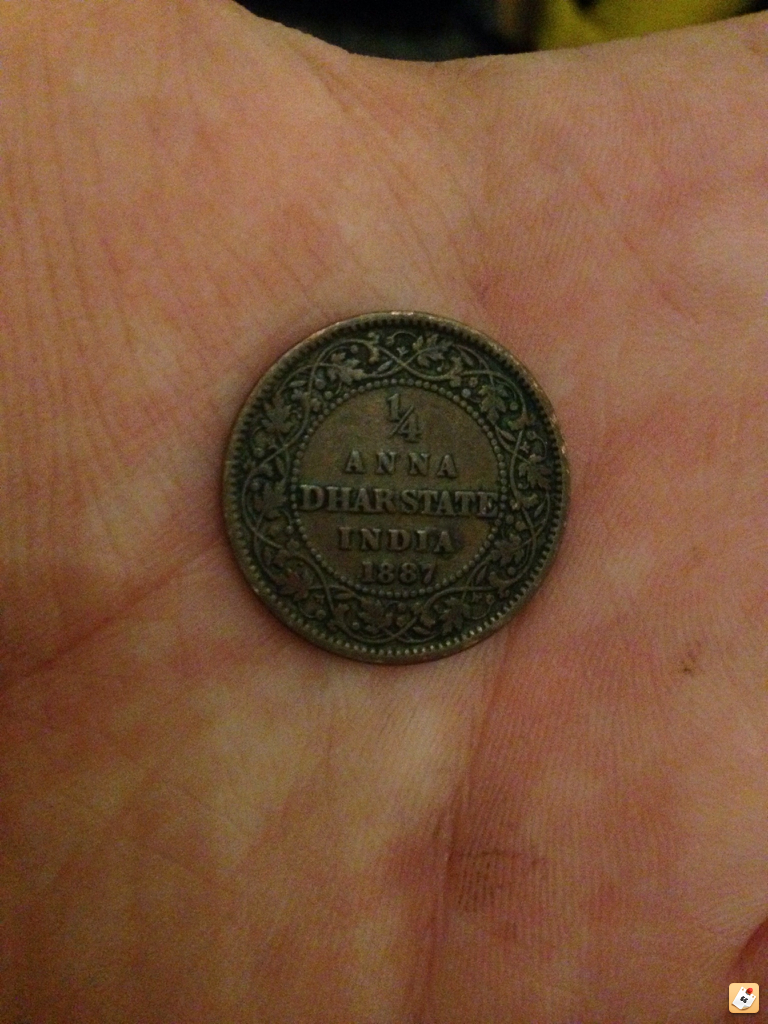 1/4
ANNA
DHAR STATE
INDIA
1887